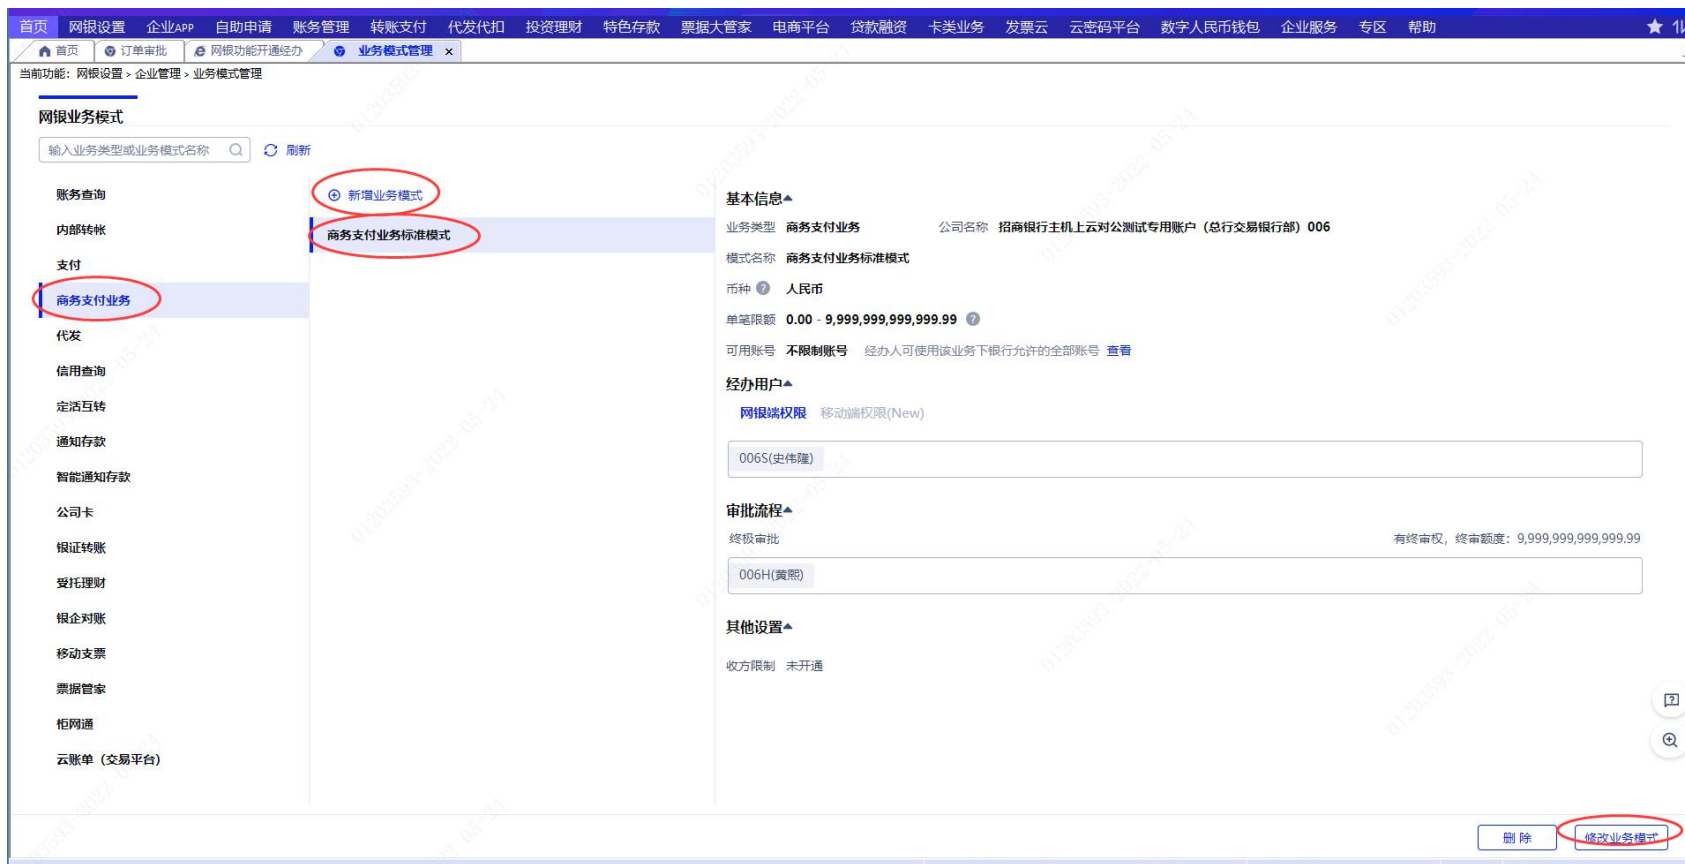 首页 网银设置 企业APP 自助申请 账务管理 转账支付 代发代扣 投资理财 特色存款 票据大管家 电商平台 贷款融资 卡类业务 发票云 云密码平台 数字人民币钱包 企业服务 专区 帮助
首页 订单审批 网银功能开通经办 业务模式管理 ×
当前功能：网银设置 > 企业管理 > 业务模式管理
网银业务模式
输入业务类型或业务模式名称 刷新
账务查询
内部转帐
支付
商务支付业务
代发
信用查询
定活互转
通知存款
智能通知存款
公司卡
银证转账
受托理财
银企对账
移动支票
票据管家
柜网通
云账单（交易平台）
新增业务模式
商务支付业务标准模式
基本信息
业务类型 商务支付业务 公司名称 招商银行主机上云对公测试专用账户（总行交易银行部）006
模式名称 商务支付业务标准模式
币种 ? 人民币
单笔限额 0.00 - 9,999,999,999,999.99 ?
可用账号 不限制账号 经办人可使用该业务下银行允许的全部账号 查看
经办用户
网银端权限 移动端权限(New)
006S(史伟隆)
审批流程
终极审批 有终审权，终审额度：9,999,999,999,999.99
006H(黄熙)
其他设置
收方限制 未开通
删 除 修改业务模式
01203593-2022-05-24